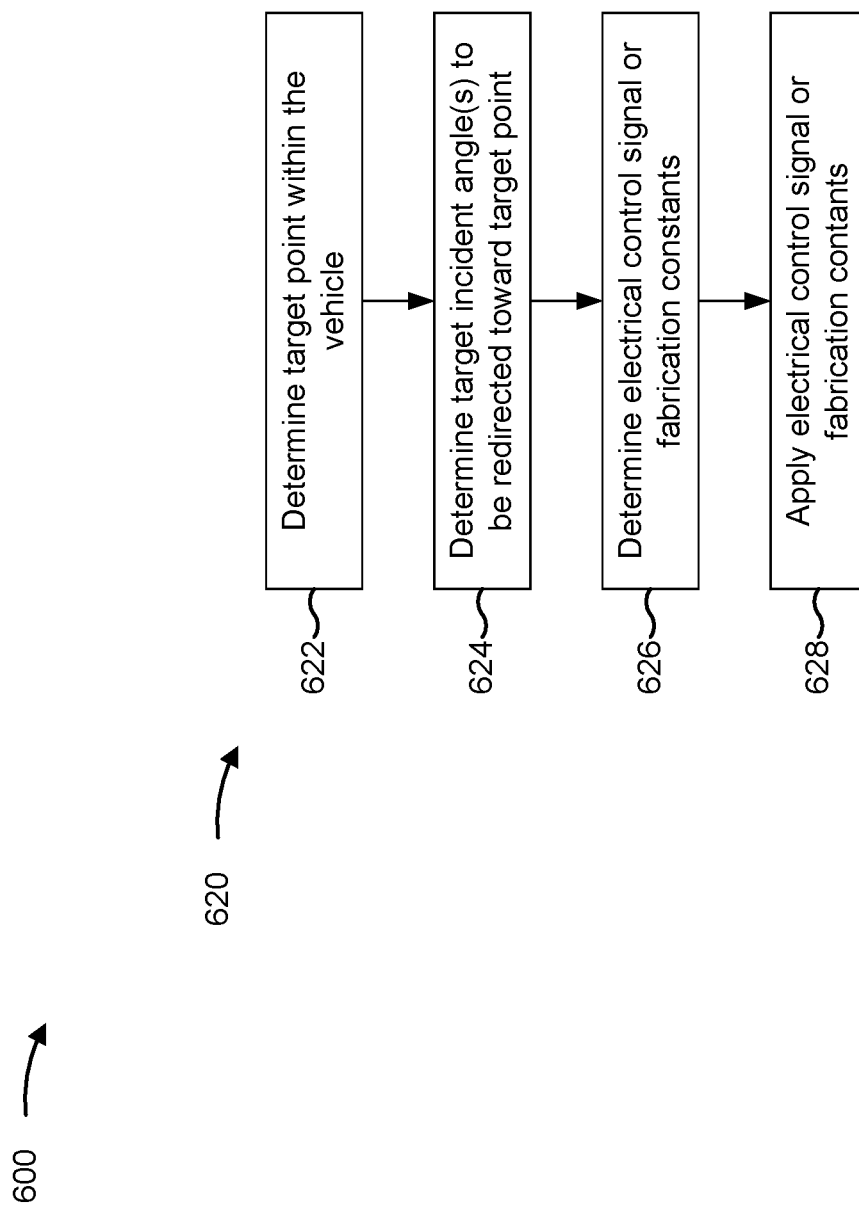 600
620
622
Determine target point within the
vehicle
624
Determine target incident angle(s) to
be redirected toward target point
626
Determine electrical control signal or
fabrication constants
628
Apply electrical control signal or
fabrication contants